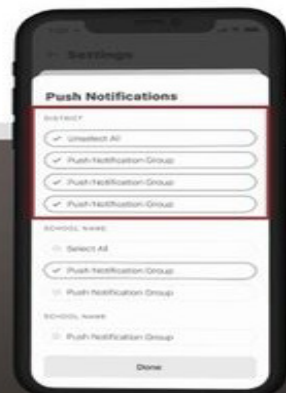 Settings
Push Notifications
DISTRICT
Unselect All
Push Notification Group
Push Notification Group
Push Notification Group
SCHOOL NAME
Select All
Push Notification Group
Push Notification Group
SCHOOL NAME
Push Notification Group
Done